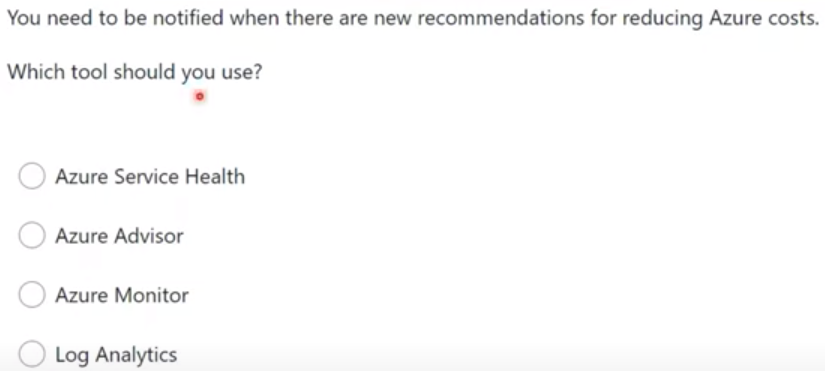 You need to be notified when there are new recommendations for reducing Azure costs.
Which tool should you use?
Azure Service Health
Azure Advisor
Azure Monitor
Log Analytics